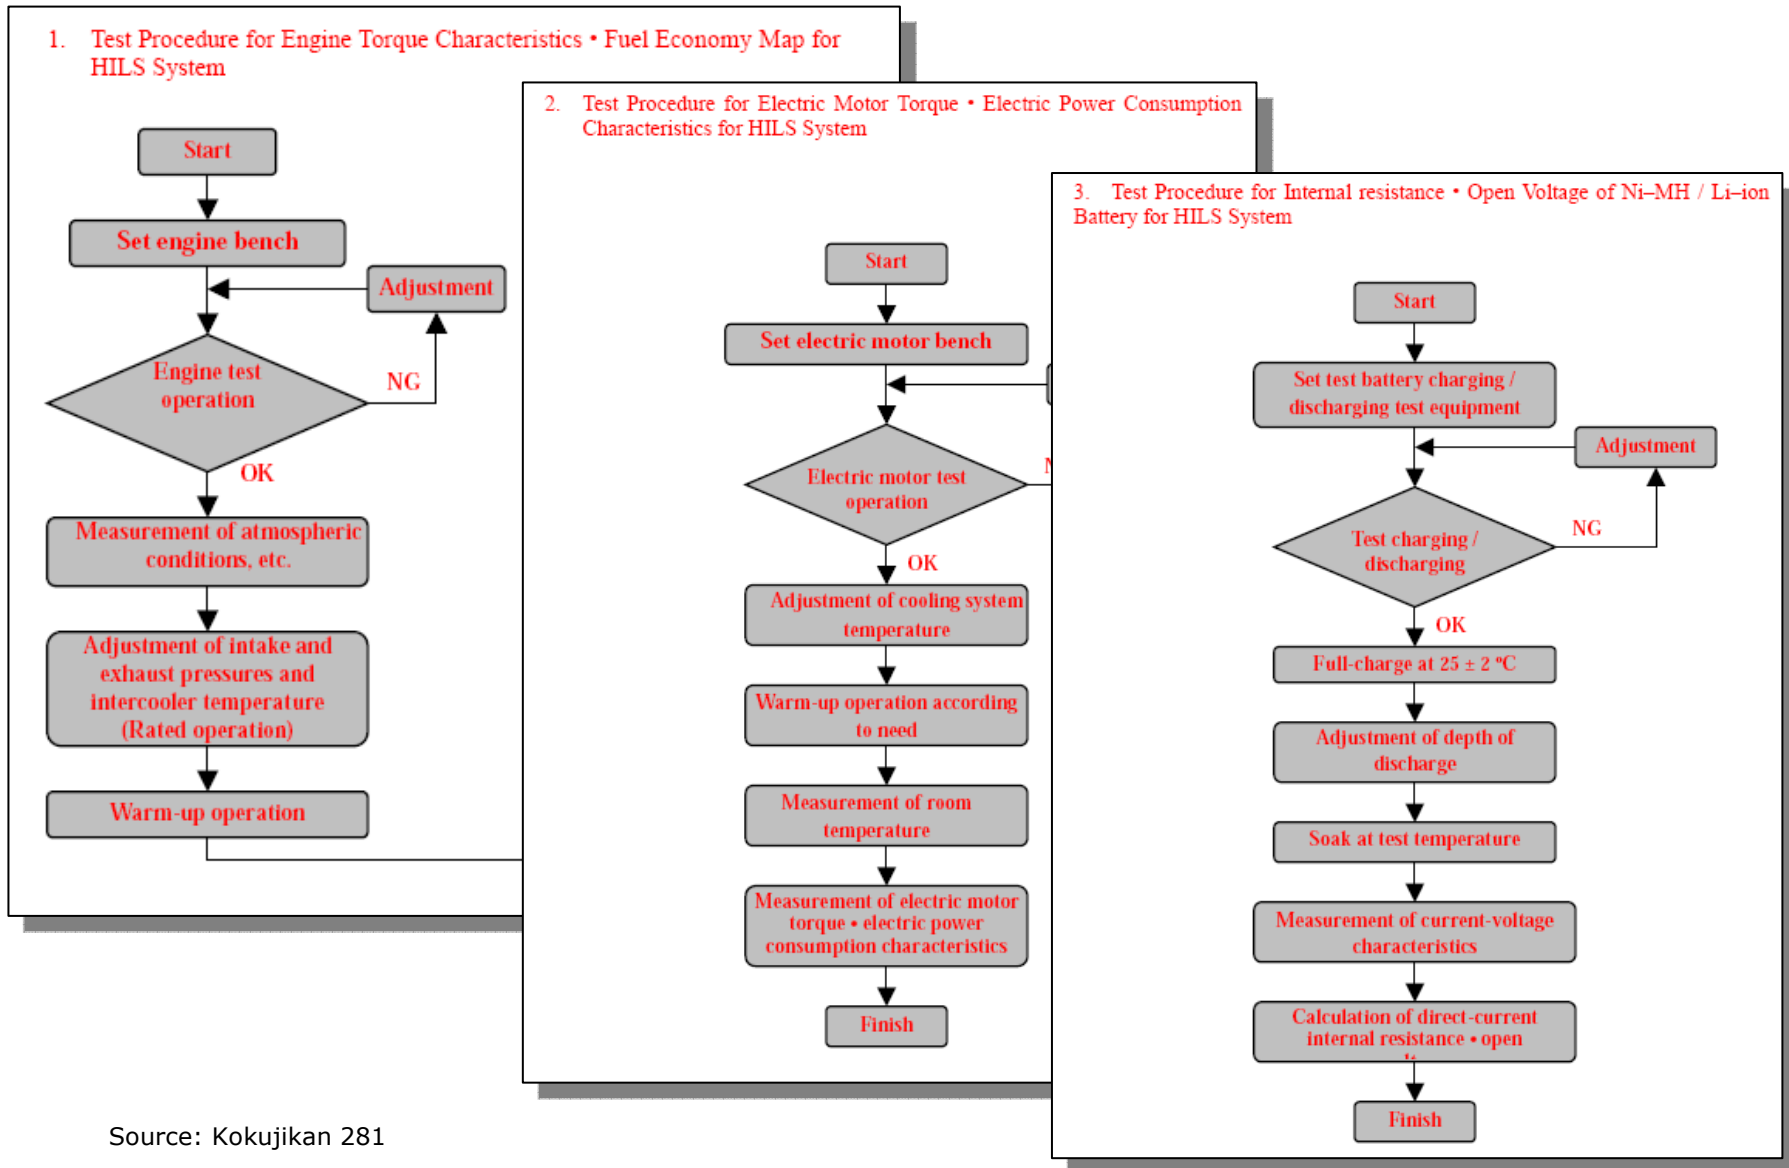 1. Test Procedure for Engine Torque Characteristics • Fuel Economy Map for
HILS System
Start
Set engine bench
Adjustment
Engine test
operation
NG
OK
Measurement of atmospheric
conditions, etc.
Adjustment of intake and
exhaust pressures and
intercooler temperature
(Rated operation)
Warm-up operation
2. Test Procedure for Electric Motor Torque • Electric Power Consumption
Characteristics for HILS System
Start
Set electric motor bench
Electric motor test
operation
OK
Adjustment of cooling system
temperature
Warm-up operation according
to need
Measurement of room
temperature
Measurement of electric motor
torque • electric power
consumption characteristics
Finish
3. Test Procedure for Internal resistance • Open Voltage of Ni–MH / Li–ion
Battery for HILS System
Start
Set test battery charging /
discharging test equipment
Adjustment
Test charging /
discharging
NG
OK
Full-charge at 25 ± 2 ºC
Adjustment of depth of
discharge
Soak at test temperature
Measurement of current-voltage
characteristics
Calculation of direct-current
internal resistance • open
Finish
Source: Kokujikan 281